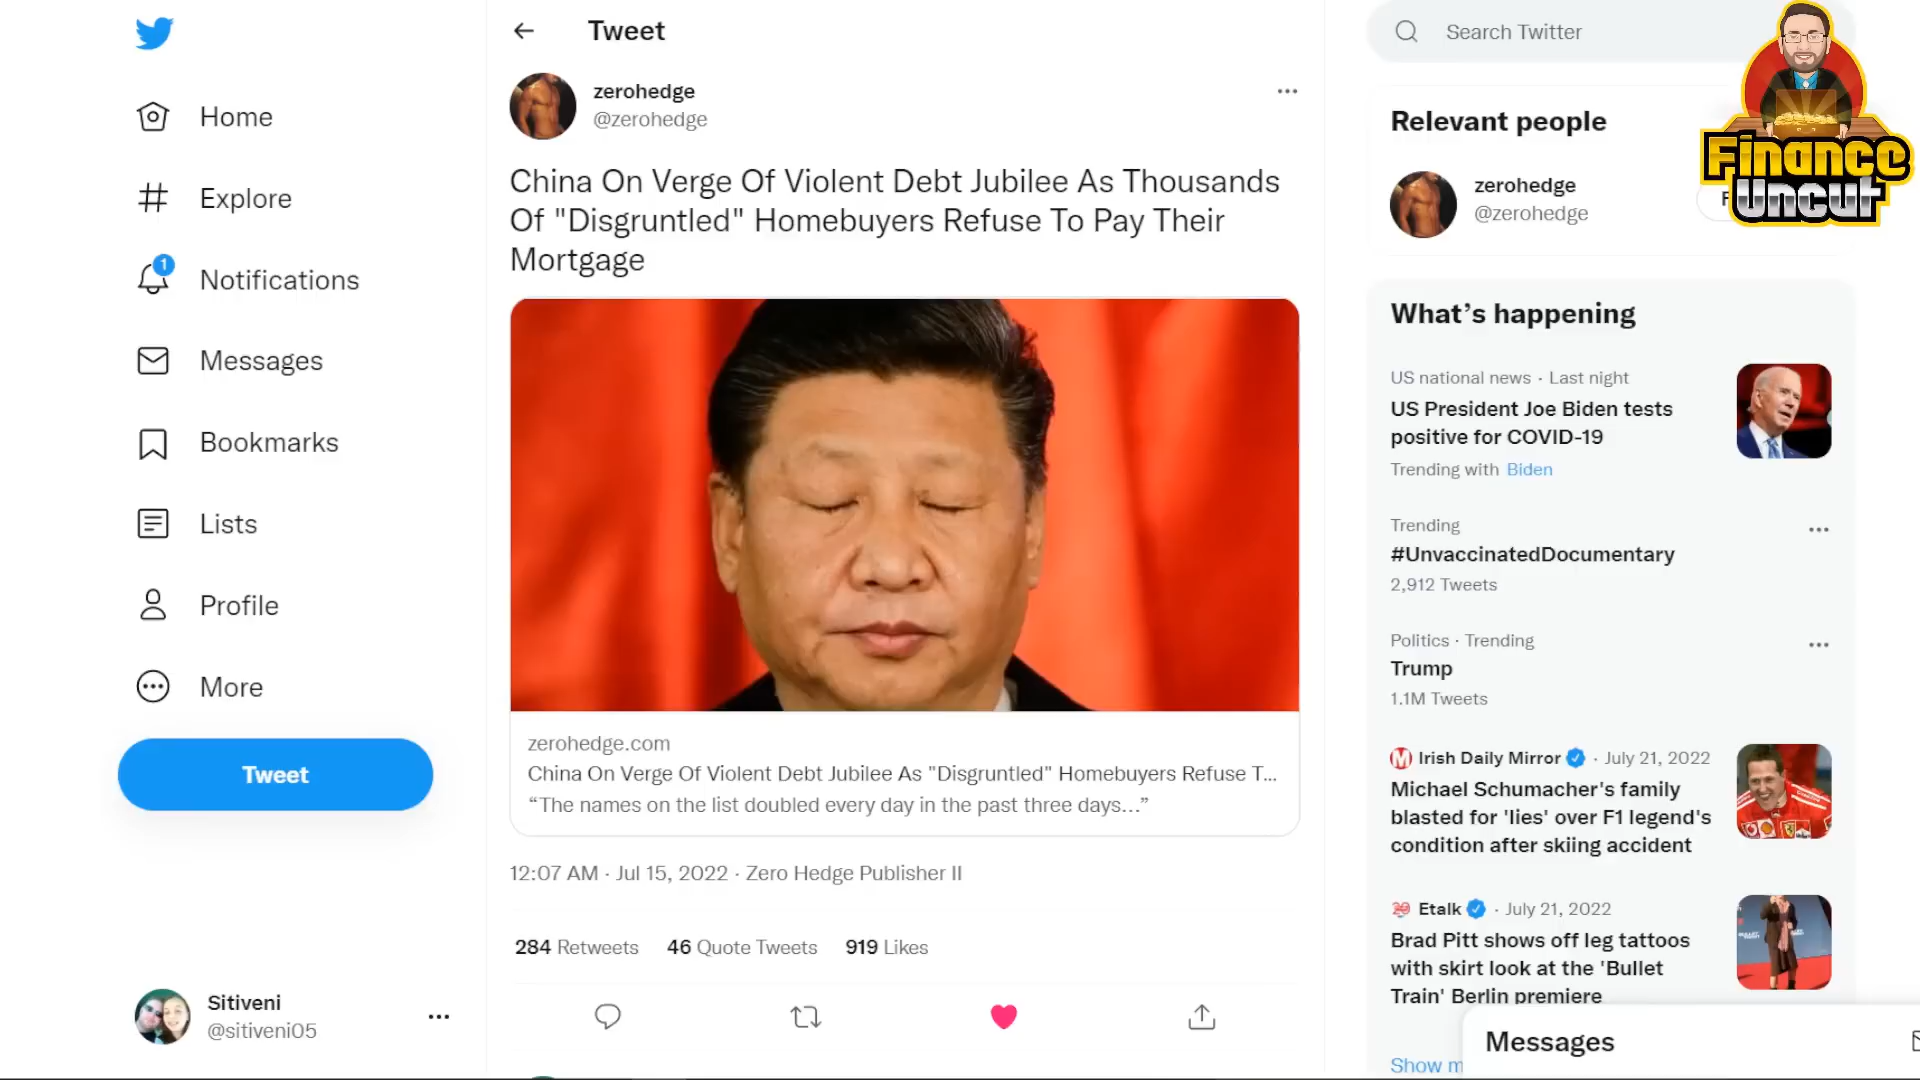 Home
Explore
1
Notifications
Messages
Bookmarks
Lists
Profile
More
Tweet
Sitiveni
@sitiveni05
Tweet
zerohedge
@zerohedge
China On Verge Of Violent Debt Jubilee As Thousands
Of "Disgruntled" Homebuyers Refuse To Pay Their
Mortgage
zerohedge.com
China On Verge Of Violent Debt Jubilee As "Disgruntled" Homebuyers Refuse T...
“The names on the list doubled every day in the past three days…”
12:07 AM · Jul 15, 2022 · Zero Hedge Publisher II
284 Retweets 46 Quote Tweets 919 Likes
Search Twitter
Finance
Uncut
Relevant people
zerohedge
@zerohedge
What’s happening
US national news · Last night
US President Joe Biden tests
positive for COVID-19
Trending with Biden
Trending
#UnvaccinatedDocumentary
2,912 Tweets
Politics · Trending
Trump
1.1M Tweets
Irish Daily Mirror · July 21, 2022
Michael Schumacher's family
blasted for 'lies' over F1 legend's
condition after skiing accident
Etalk · July 21, 2022
Brad Pitt shows off leg tattoos
with skirt look at the 'Bullet
Train' Berlin premiere
Show m
Messages